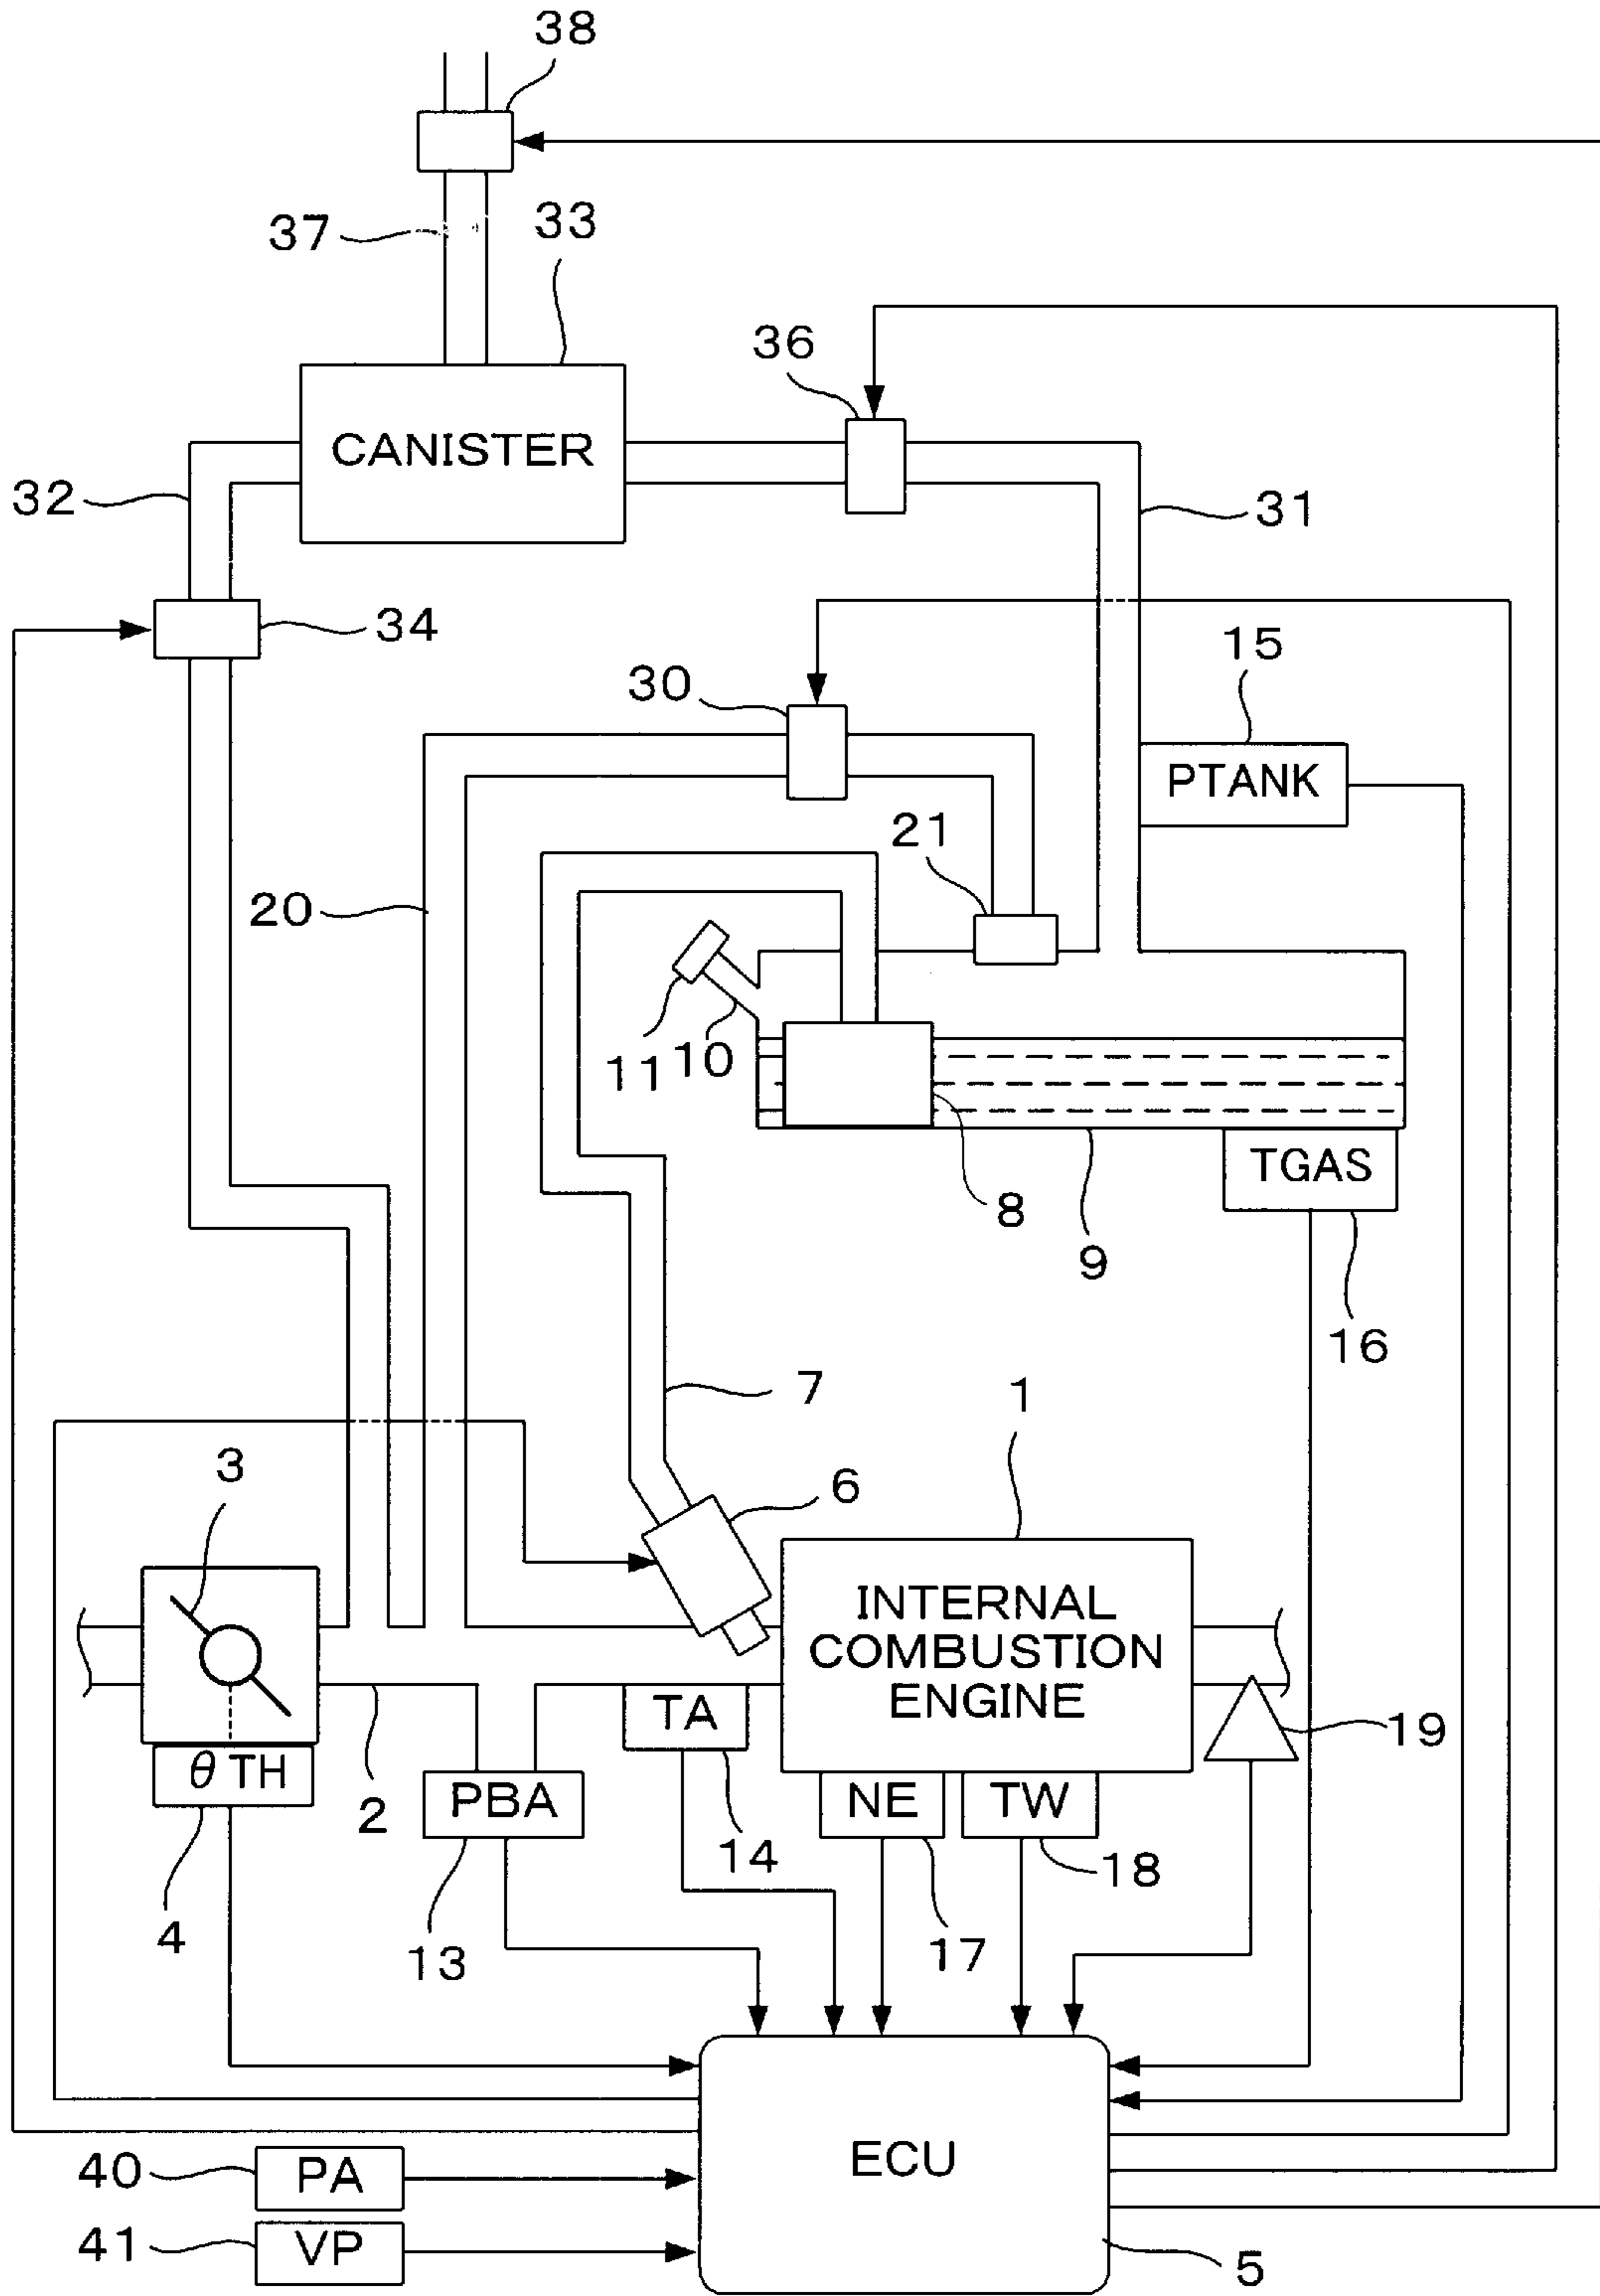 38
37
33
36
CANISTER
32
31
34
15
30
PTANK
21
20
11
10
TGAS
8
9
16
7
1
3
6
INTERNAL
COMBUSTION
ENGINE
TA
19
θ TH
PBA
NE
TW
2
14
18
4
13
17
ECU
40
PA
41
VP
5